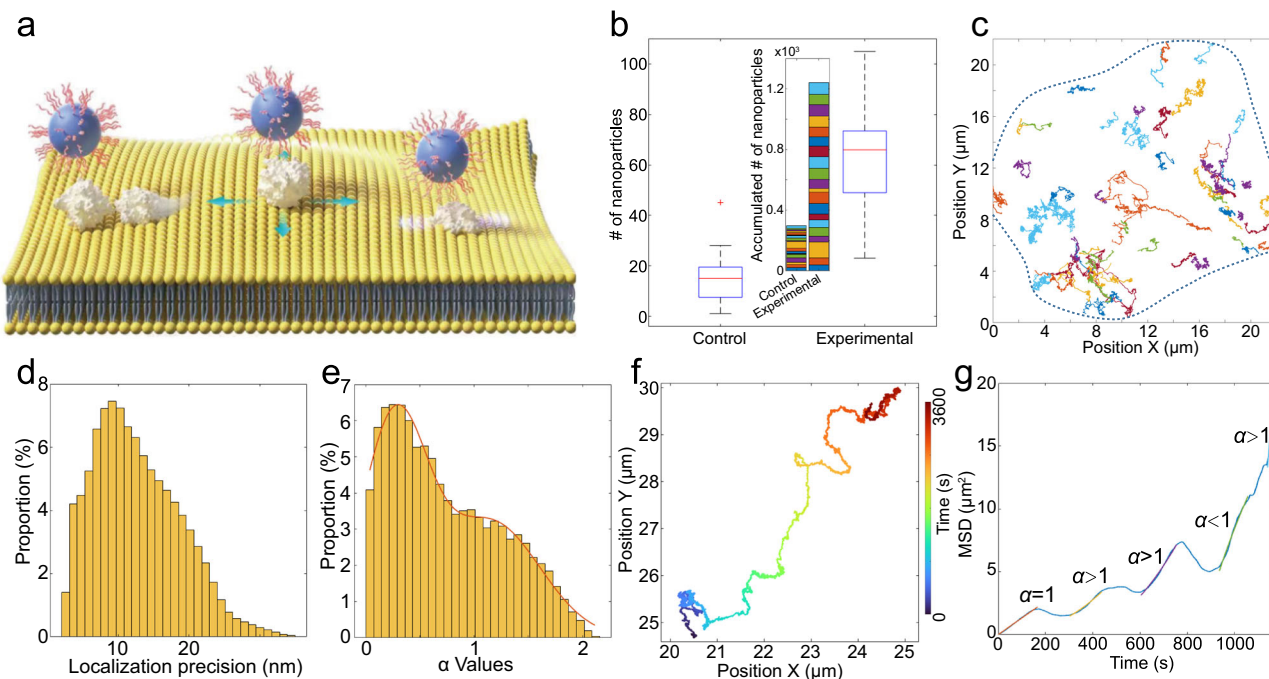 a
b
# of nanoparticles
100
80
60
40
20
0
Control
Experimental
x10³
Accumulated # of nanoparticles
1.2
0.8
0.4
0
Control
Experimental
c
Position Y (µm)
20
16
12
8
4
0
0
4
8
12
16
20
Position X (µm)
d
Proportion (%)
8
6
4
2
0
10
20
Localization precision (nm)
e
Proportion (%)
7
6
5
4
3
2
1
0
0
1
2
α Values
f
Position Y (µm)
30
29
28
27
26
25
20
21
22
23
24
25
Position X (µm)
3600
Time (s)
0
g
MSD (µm²)
20
15
10
5
0
α=1
α>1
α>1
α<1
α>1
0
200
400
600
800
1000
Time (s)